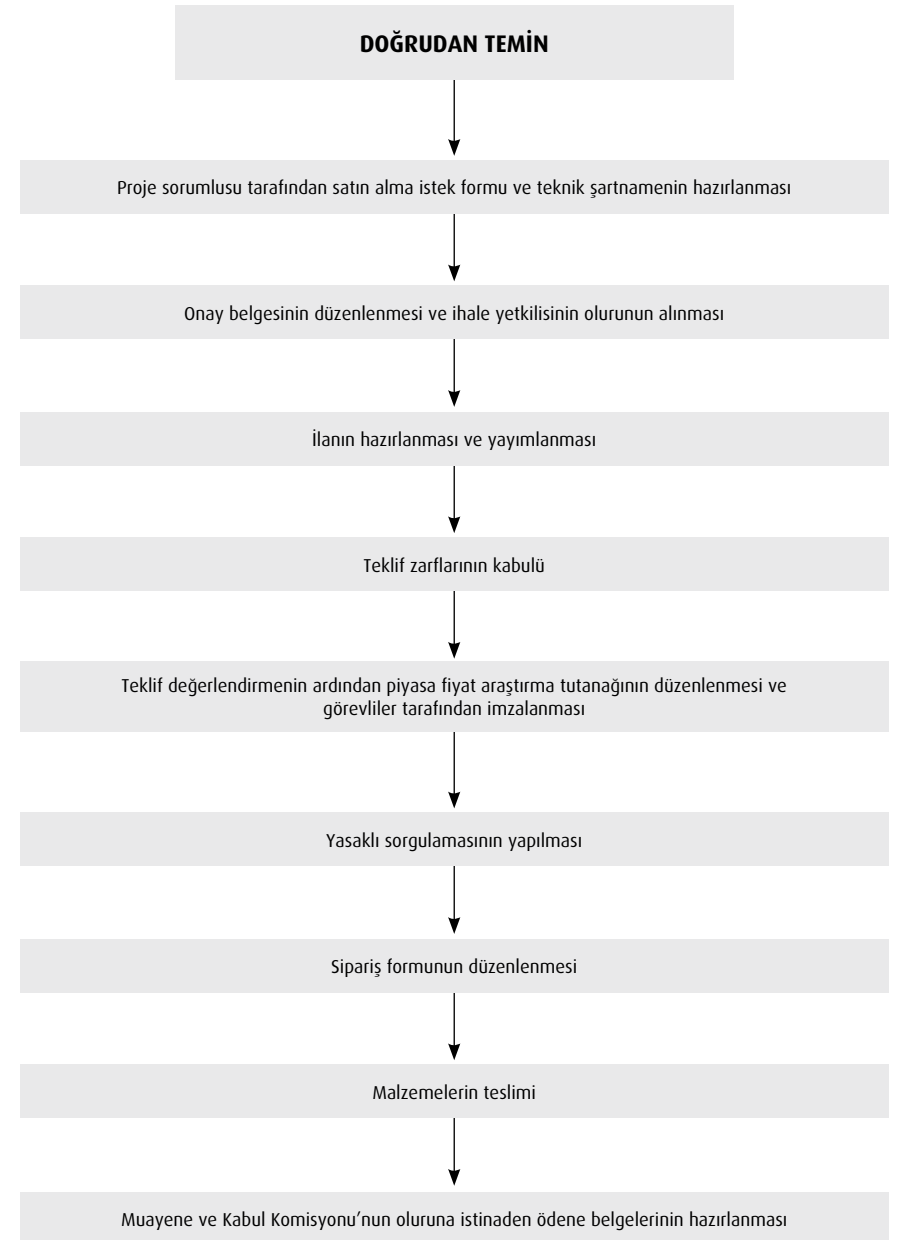 DOĞRUDAN TEMİN
Proje sorumlusu tarafından satın alma istek formu ve teknik şartnamenin hazırlanması
Onay belgesinin düzenlenmesi ve ihale yetkilisinin olurunun alınması
İlanın hazırlanması ve yayımlanması
Teklif zarflarının kabulü
Teklif değerlendirmenin ardından piyasa fiyat araştırma tutanağının düzenlenmesi ve
görevliler tarafından imzalanması
Yasaklı sorgulamasının yapılması
Sipariş formunun düzenlenmesi
Malzemelerin teslimi
Muayene ve Kabul Komisyonu’nun oluruna istinaden ödene belgelerinin hazırlanması